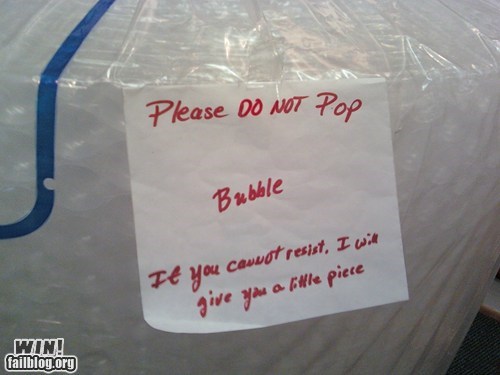 Please DO NOT Pop
Bubble
If you cannot resist, I will
give you a little piece
WIN!
failblog.org